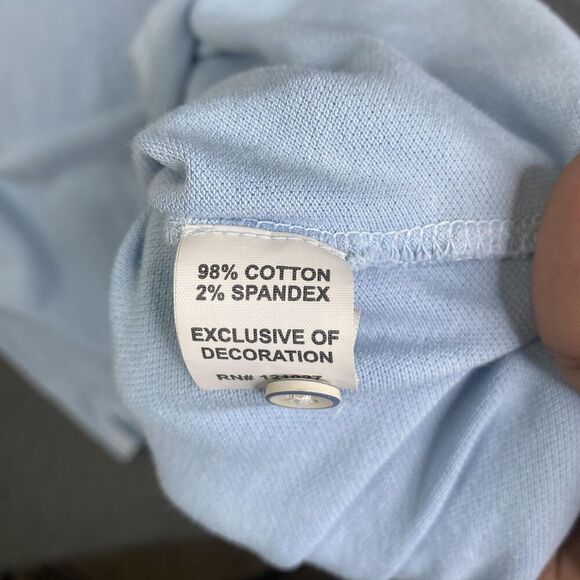 98% COTTON
2% SPANDEX
EXCLUSIVE OF
DECORATION
RN#